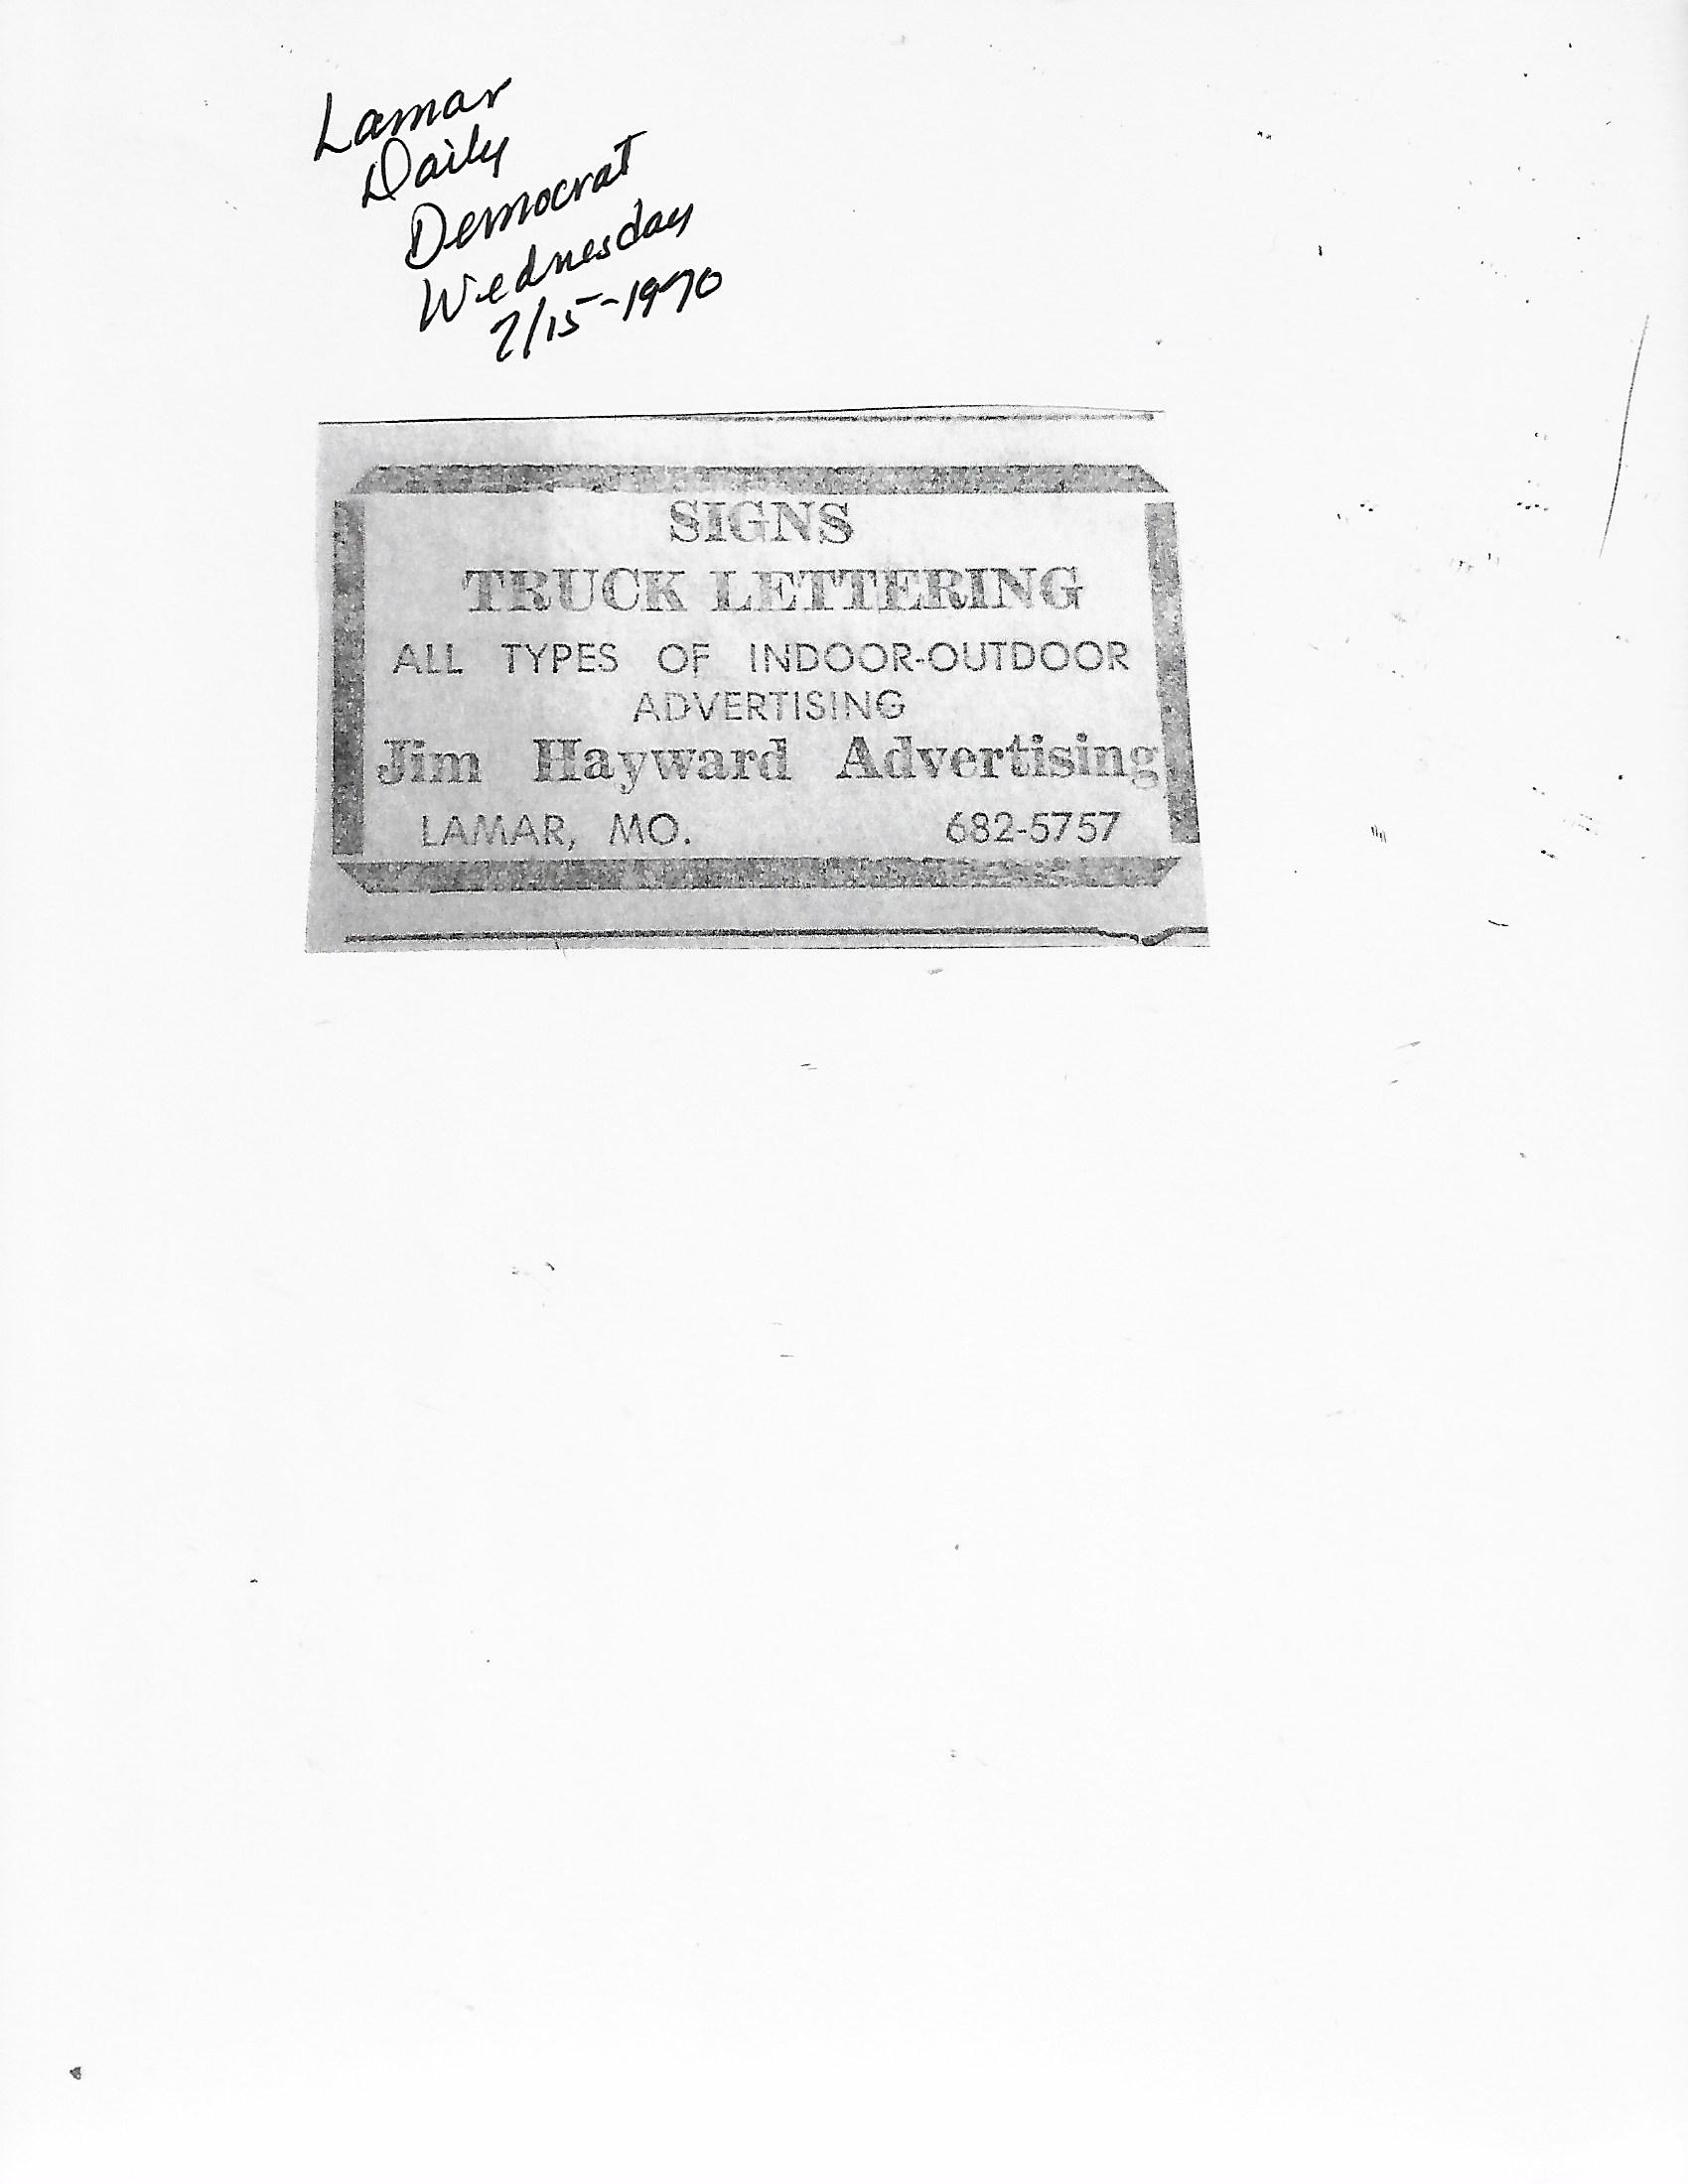 Lamar
Daily
Democrat
Wednesday
7/15-1970
SIGNS
TRUCK LETTERING
ALL TYPES OF INDOOR-OUTDOOR
ADVERTISING
Jim Hayward Advertising
LAMAR, MO. 682-5757